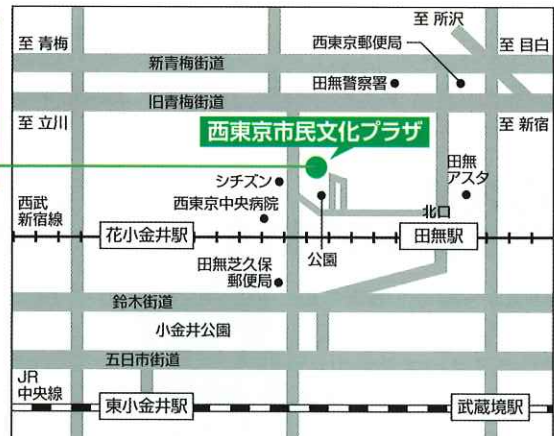 至 所沢
至 青梅
西東京郵便局
至 目白
新青梅街道
田無警察署
旧青梅街道
至 立川
至 新宿
西東京市民文化プラザ
シチズン
田無
アスタ
西東京中央病院
西武
新宿線
北口
花小金井駅
田無駅
公園
田無芝久保
郵便局
鈴木街道
小金井公園
五日市街道
JR
中央線
東小金井駅
武蔵境駅